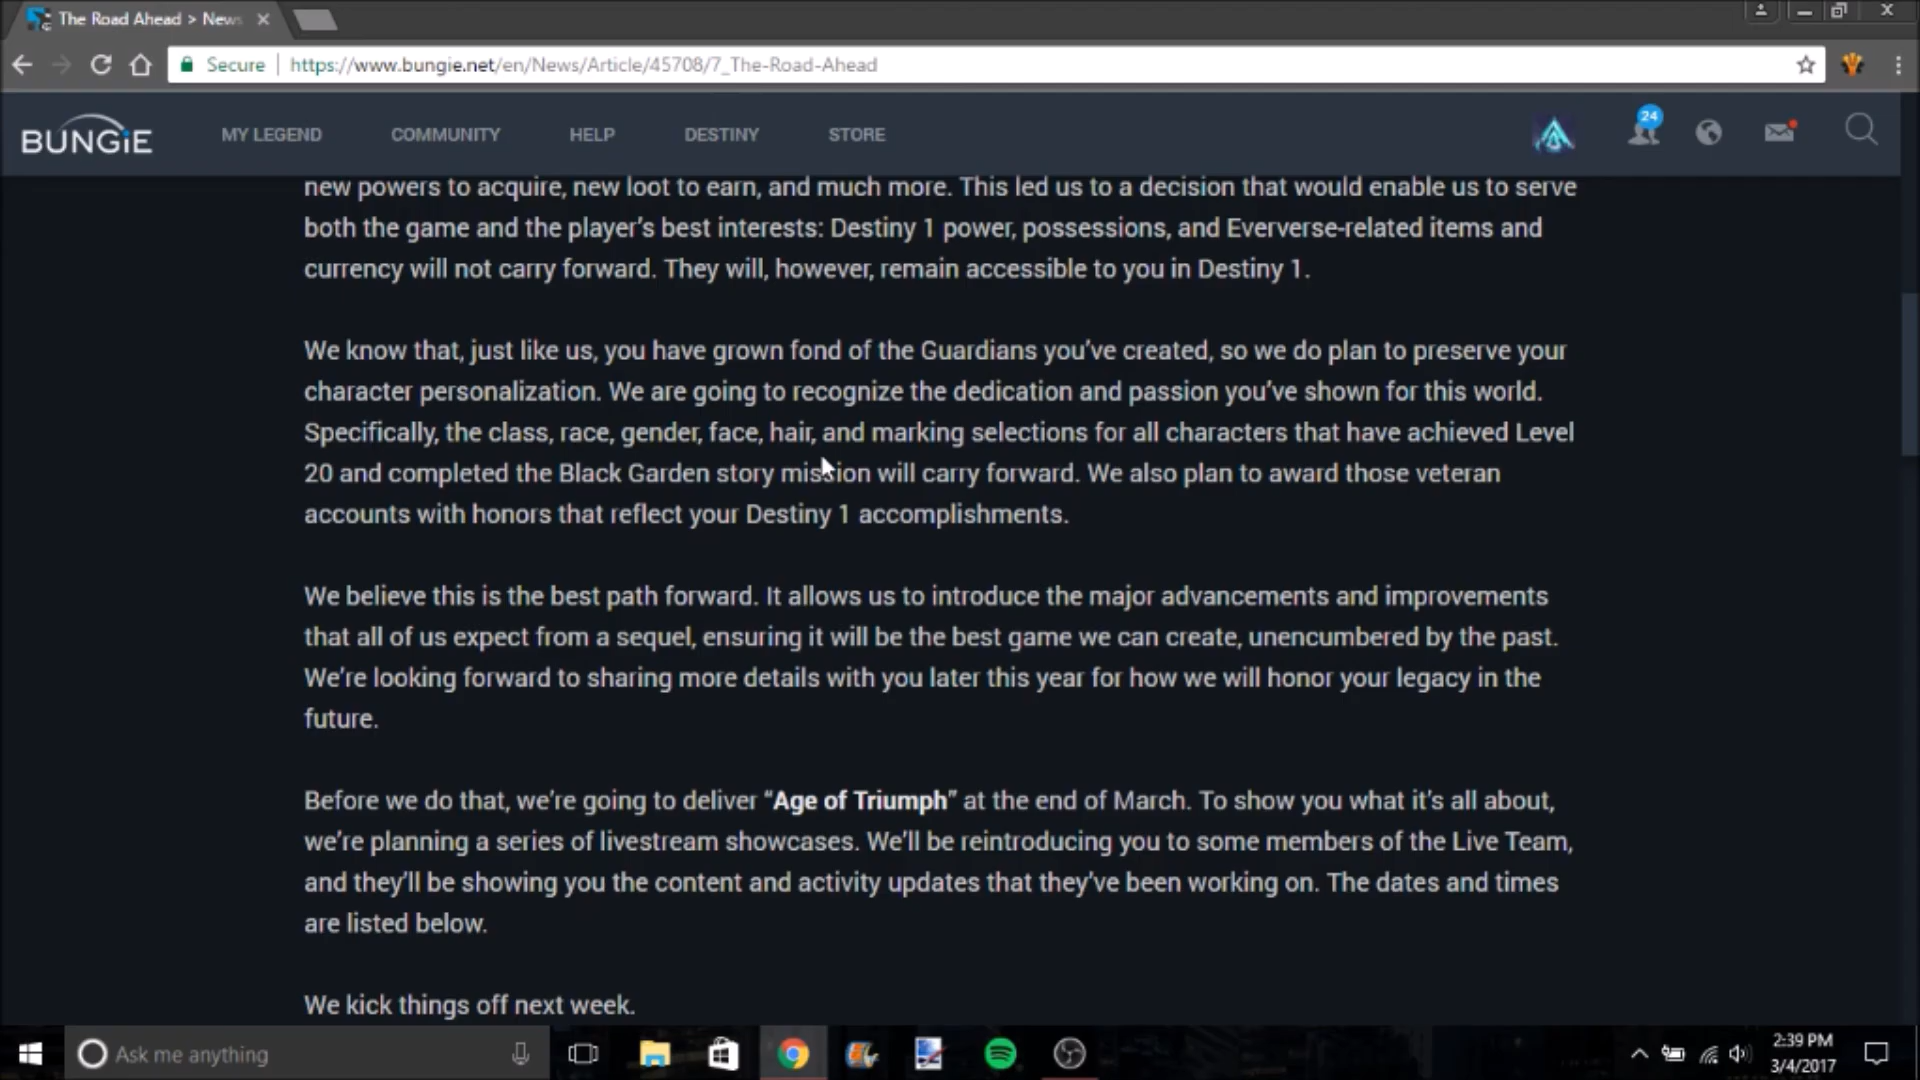 The Road Ahead > News
Secure
https://www.bungie.net/en/News/Article/45708/7_The-Road-Ahead
BUNGiE
MY LEGEND
COMMUNITY
HELP
DESTINY
STORE
24
new powers to acquire, new loot to earn, and much more. This led us to a decision that would enable us to serve
both the game and the player's best interests: Destiny 1 power, possessions, and Eververse-related items and
currency will not carry forward. They will, however, remain accessible to you in Destiny 1.
We know that, just like us, you have grown fond of the Guardians you've created, so we do plan to preserve your
character personalization. We are going to recognize the dedication and passion you've shown for this world.
Specifically, the class, race, gender, face, hair, and marking selections for all characters that have achieved Level
20 and completed the Black Garden story mission will carry forward. We also plan to award those veteran
accounts with honors that reflect your Destiny 1 accomplishments.
We believe this is the best path forward. It allows us to introduce the major advancements and improvements
that all of us expect from a sequel, ensuring it will be the best game we can create, unencumbered by the past.
We're looking forward to sharing more details with you later this year for how we will honor your legacy in the
future.
Before we do that, we're going to deliver “Age of Triumph” at the end of March. To show you what it's all about,
we're planning a series of livestream showcases. We'll be reintroducing you to some members of the Live Team,
and they'll be showing you the content and activity updates that they've been working on. The dates and times
are listed below.
We kick things off next week.
Ask me anything
2:39 PM
3/4/2017